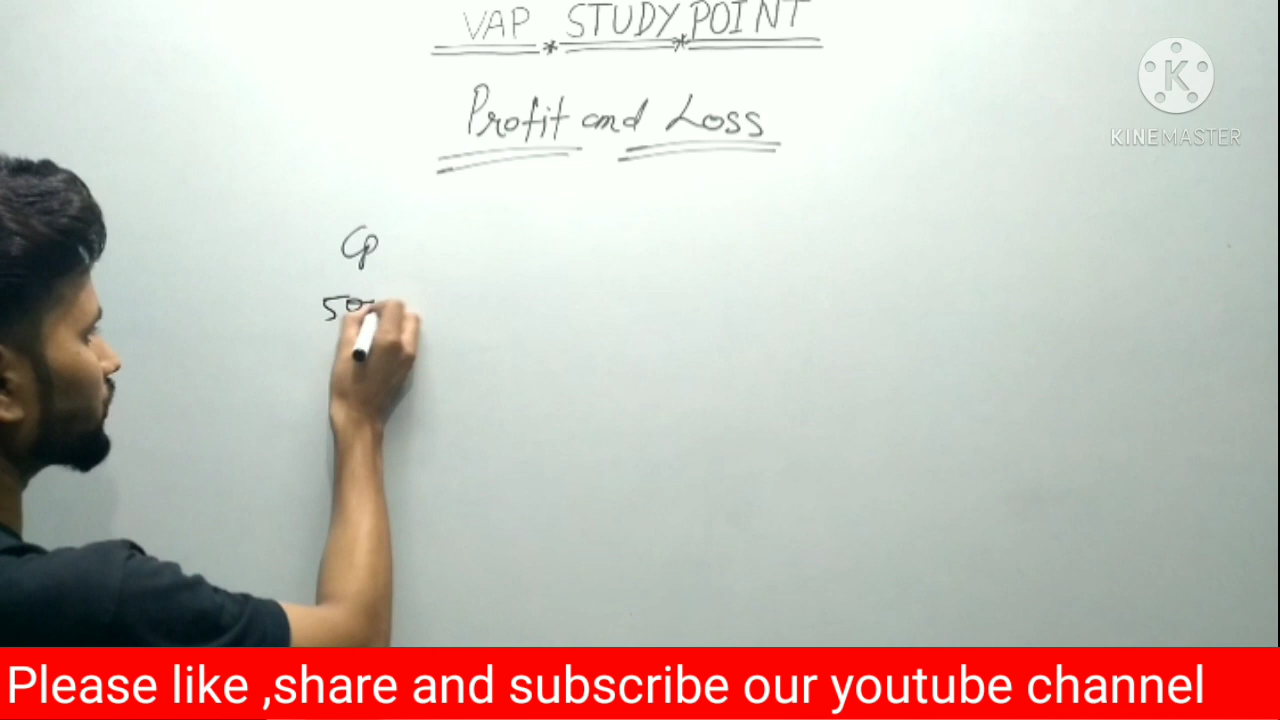 VAP * STUDY * POINT
Profit and Loss
KINEMASTER
CP
Please like ,share and subscribe our youtube channel